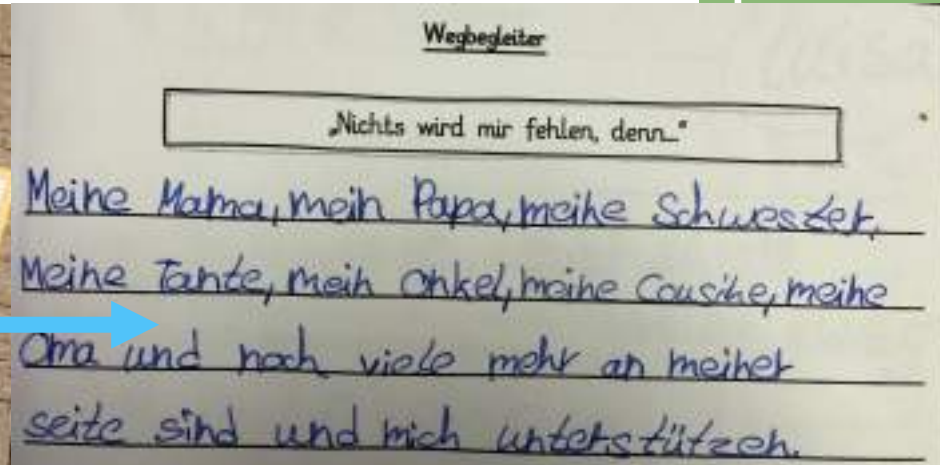 Wegbegleiter
„Nichts wird mir fehlen, denn..."
Meine Mama, mein Papa, meine Schwester,
Meine Tante, mein Onkel, meine Cousine, meine
Oma und noch viele mehr an meiner
seite sind und mich unterstützen.